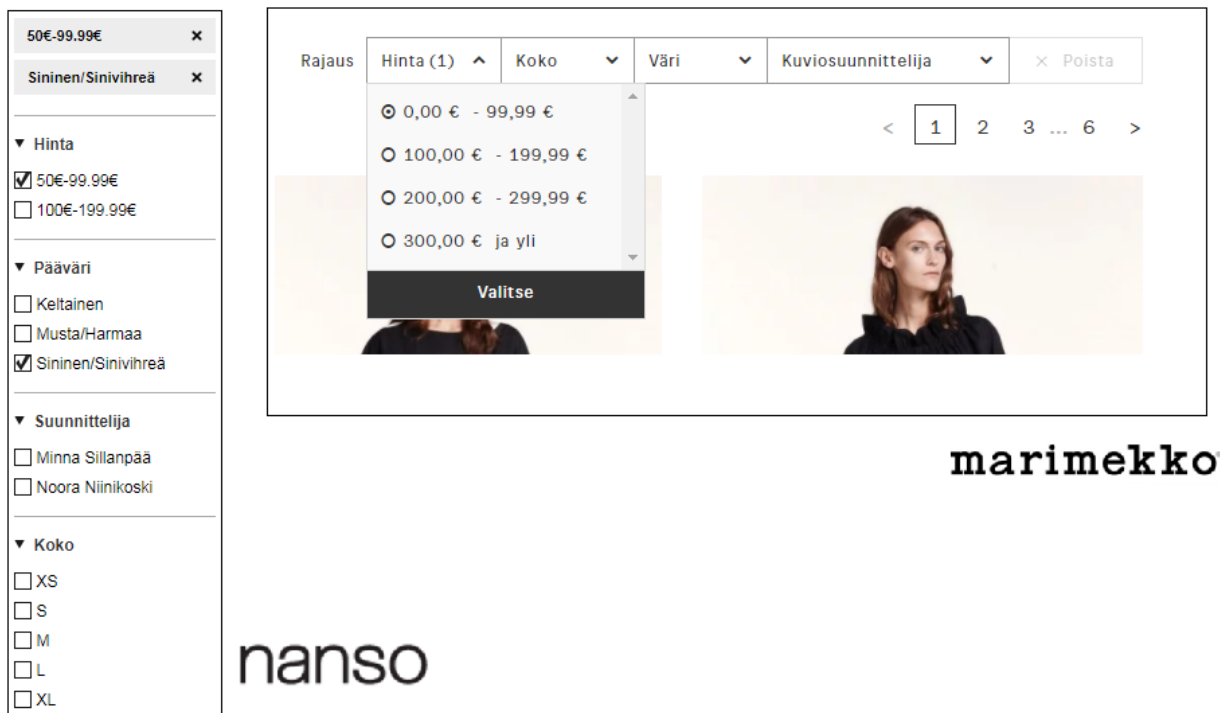 50€-99.99€ ×
Sininen/Sinivihreä ×
Hinta
50€-99.99€
100€-199.99€
Pääväri
Keltainen
Musta/Harmaa
Sininen/Sinivihreä
Suunnittelija
Minna Sillanpää
Noora Niinikoski
Koko
XS
S
M
L
XL
nanso
Rajaus Hinta (1) Koko Väri Kuviosuunnittelija × Poista
0,00 € - 99,99 €
100,00 € - 199,99 €
200,00 € - 299,99 €
300,00 € ja yli
Valitse
< 1 2 3 ... 6 >
marimekko